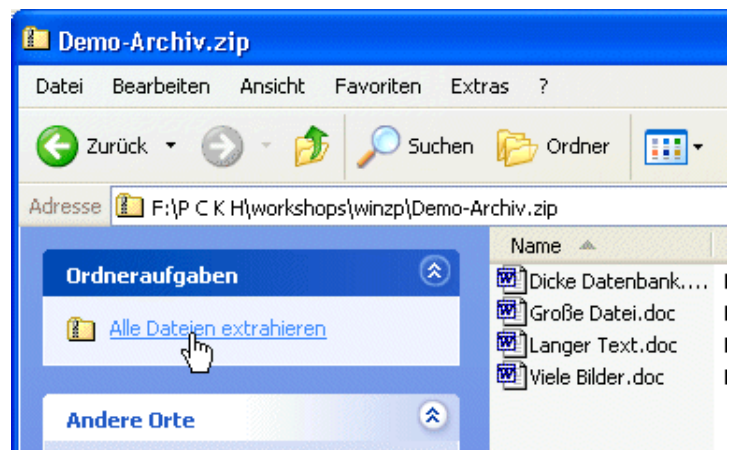 Demo-Archiv.zip
Datei Bearbeiten Ansicht Favoriten Extras ?
Zurück Suchen Ordner
Adresse F:\P C K H\workshops\winzp\Demo-Archiv.zip
Name
Ordneraufgaben
Alle Dateien extrahieren
Andere Orte
Dicke Datenbank....
Große Datei.doc
Langer Text.doc
Viele Bilder.doc